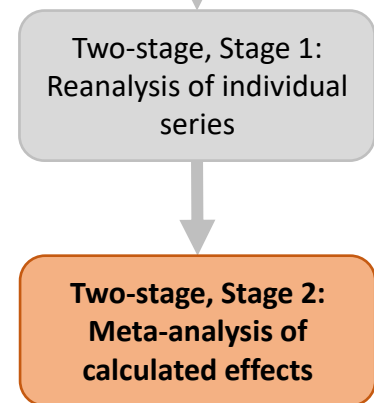 Two-stage, Stage 1:
Reanalysis of individual
series
Two-stage, Stage 2:
Meta-analysis of
calculated effects